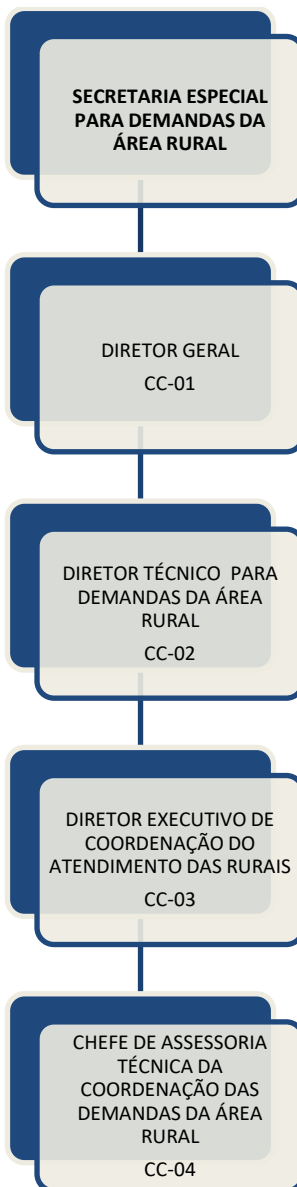 SECRETARIA ESPECIAL
PARA DEMANDAS DA
ÁREA RURAL
DIRETOR GERAL
CC-01
DIRETOR TÉCNICO PARA
DEMANDAS DA ÁREA
RURAL
CC-02
DIRETOR EXECUTIVO DE
COORDENAÇÃO DO
ATENDIMENTO DAS RURAIS
CC-03
CHEFE DE ASSESSORIA
TÉCNICA DA
COORDENAÇÃO DAS
DEMANDAS DA ÁREA
RURAL
CC-04